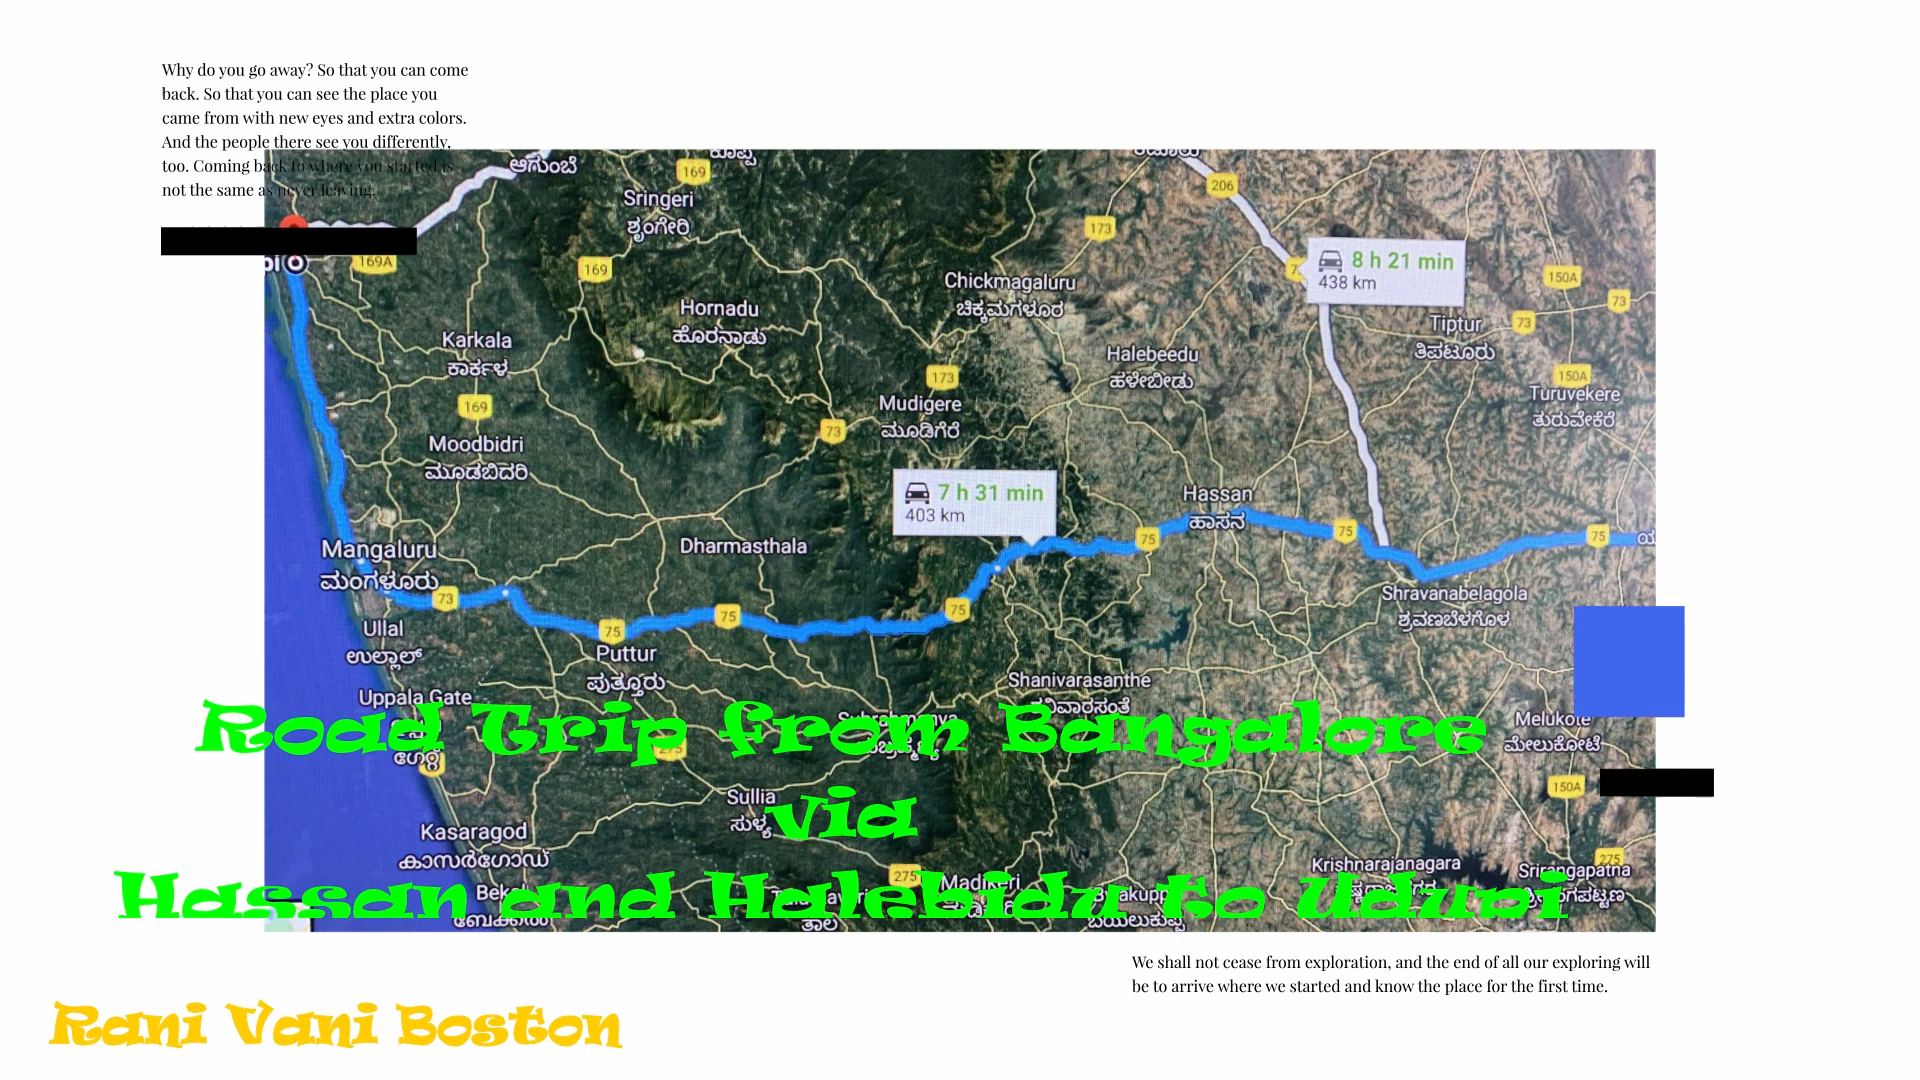 Why do you go away? So that you can come
back. So that you can see the place you
came from with new eyes and extra colors.
And the people there see you differently,
too. Coming back to where you started is
not the same as never leaving.
ಆಗುಂಬೆ
169
206
Sringeri
ಶೃಂಗೇರಿ
173
169A
169
8 h 21 min
438 km
150A
73
Chickmagaluru
ಚಿಕ್ಕಮಗಳೂರ
Hornadu
ಹೊರನಾಡು
Tiptur
ತಿಪಟೂರು
73
Karkala
ಕಾರ್ಕಳ
Halebeedu
ಹಳೇಬೀಡು
173
150A
Turuvekere
ತುರುವೇಕೆರೆ
169
Mudigere
ಮೂಡಿಗೆರೆ
73
Moodbidri
ಮೂಡಬಿದರಿ
7 h 31 min
403 km
Hassan
ಹಾಸನ
75
75
75
Mangaluru
ಮಂಗಳೂರು
Dharmasthala
73
75
75
75
Shravanabelagola
ಶ್ರವಣಬೆಳಗೊಳ
Ullal
ಉಲ್ಲಾಳ್
Puttur
ಪುತ್ತೂರು
Shanivarasanthe
Uppala Gate
Melukote
ಮೇಲುಕೋಟೆ
275
Road Trip from Bangalore
via
Hassan and Halebidu to Udupi
150A
Sullia
ಸುಳ್ಯ
Kasaragod
കാസർഗോഡ്
275
Madikeri
Krishnarajanagara
275
Srirangapatna
We shall not cease from exploration, and the end of all our exploring will
be to arrive where we started and know the place for the first time.
Rani Vani Boston